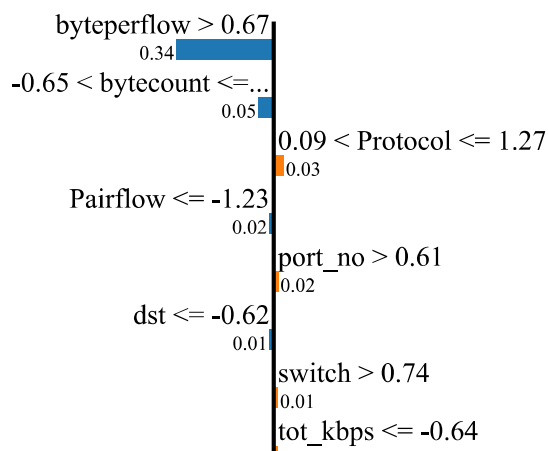 byteperflow > 0.67
0.34
-0.65 < bytecount <=...
0.05
0.09 < Protocol <= 1.27
0.03
Pairflow <= -1.23
0.02
port_no > 0.61
0.02
dst <= -0.62
0.01
switch > 0.74
0.01
tot_kbps <= -0.64